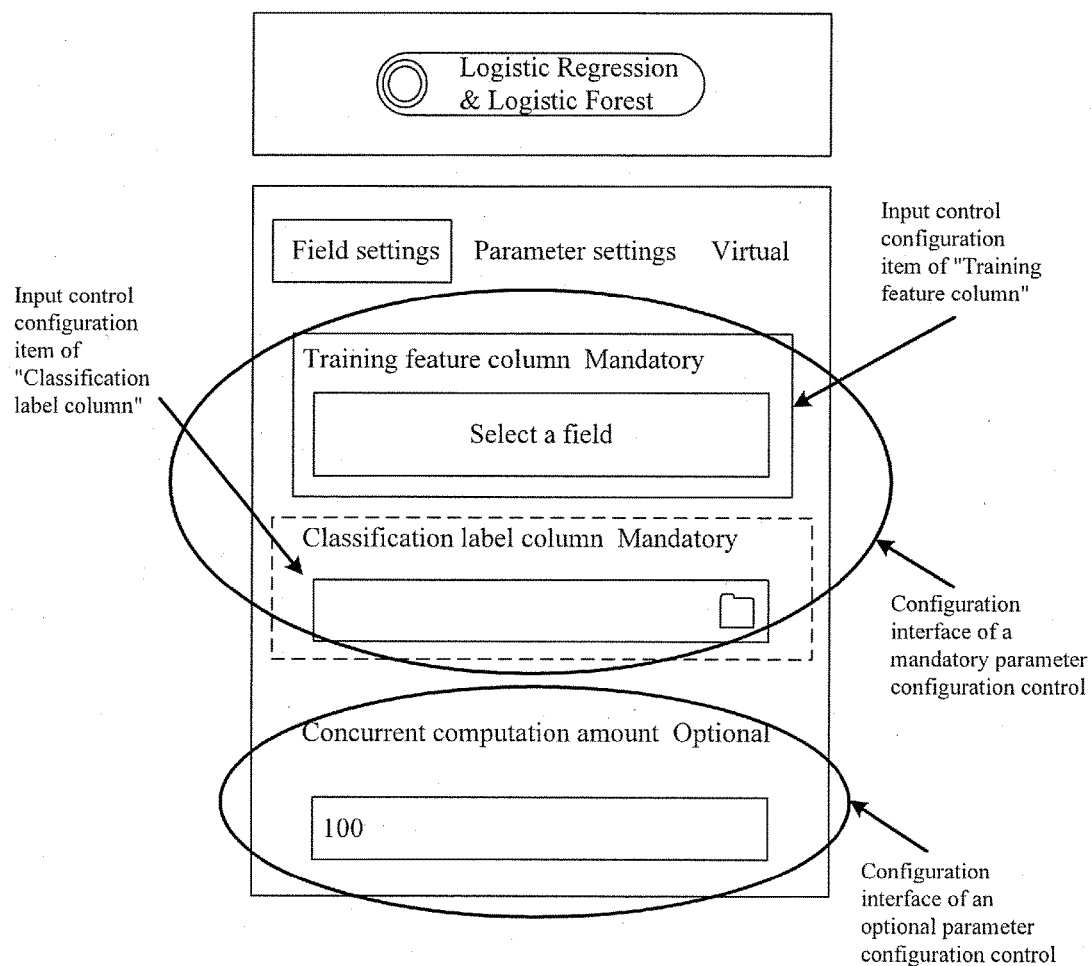 Logistic Regression
& Logistic Forest
Field settings Parameter settings Virtual
Input control
configuration
item of "Training
feature column"
Input control
configuration
item of
"Classification
label column"
Training feature column Mandatory
Select a field
Classification label column Mandatory
Configuration
interface of a
mandatory parameter
configuration control
Concurrent computation amount Optional
100
Configuration
interface of an
optional parameter
configuration control